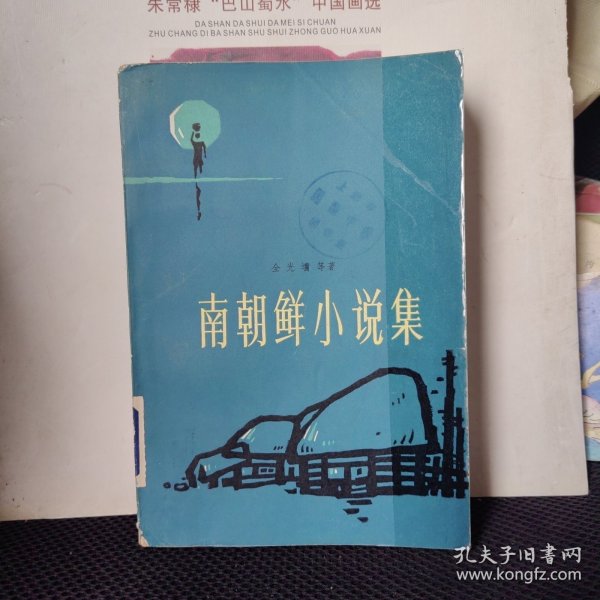 朱常棣“巴山蜀水”中国画选
DA SHAN DA SHUI DA MEI SI CHUAN
ZHU CHANG DI BA SHAN SHU SHUI ZHONG GUO HUA XUAN
全光墉 等著
南朝鲜小说集
孔夫子旧书网
www.kongfz.com